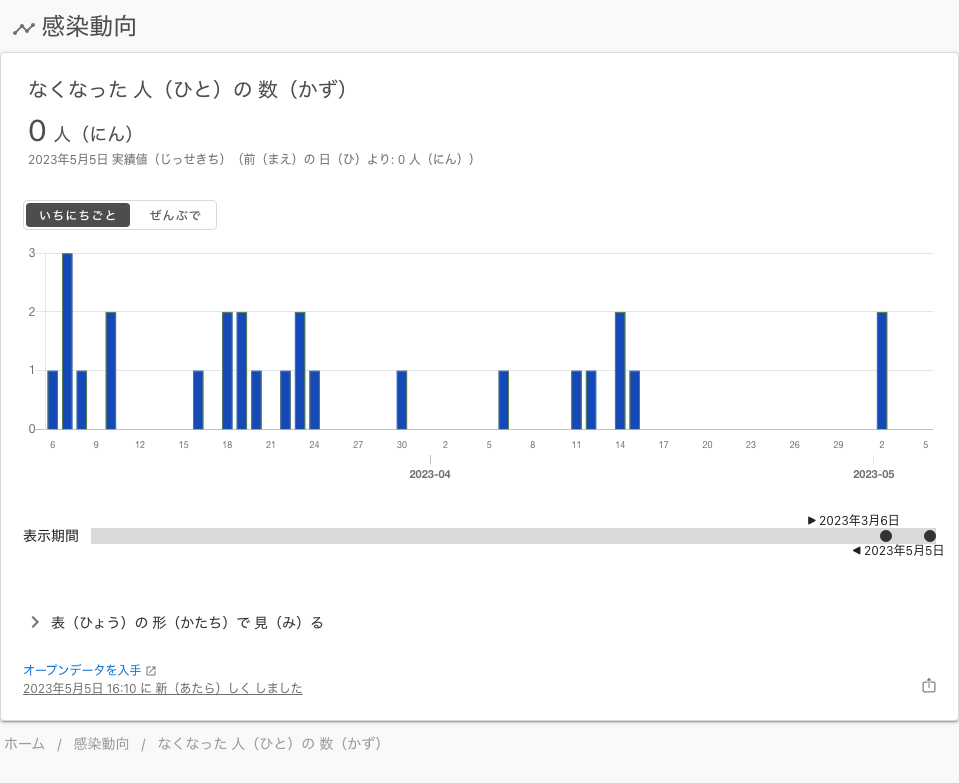 感染動向
なくなった 人（ひと）の 数（かず）
0 人（にん）
2023年5月5日 実績値（じっせきち）（前（まえ）の 日（ひ）より: 0 人（にん））
いちにちごと ぜんぶで
3
2
1
0
6 9 12 15 18 21 24 27 30 2 5 8 11 14 17 20 23 26 29 2 5
2023-04 2023-05
▶ 2023年3月6日
表示期間
◀ 2023年5月5日
表（ひょう）の 形（かたち）で 見（み）る
オープンデータを入手
2023年5月5日 16:10 に 新（あたら）しく しました
ホーム / 感染動向 / なくなった 人（ひと）の 数（かず）